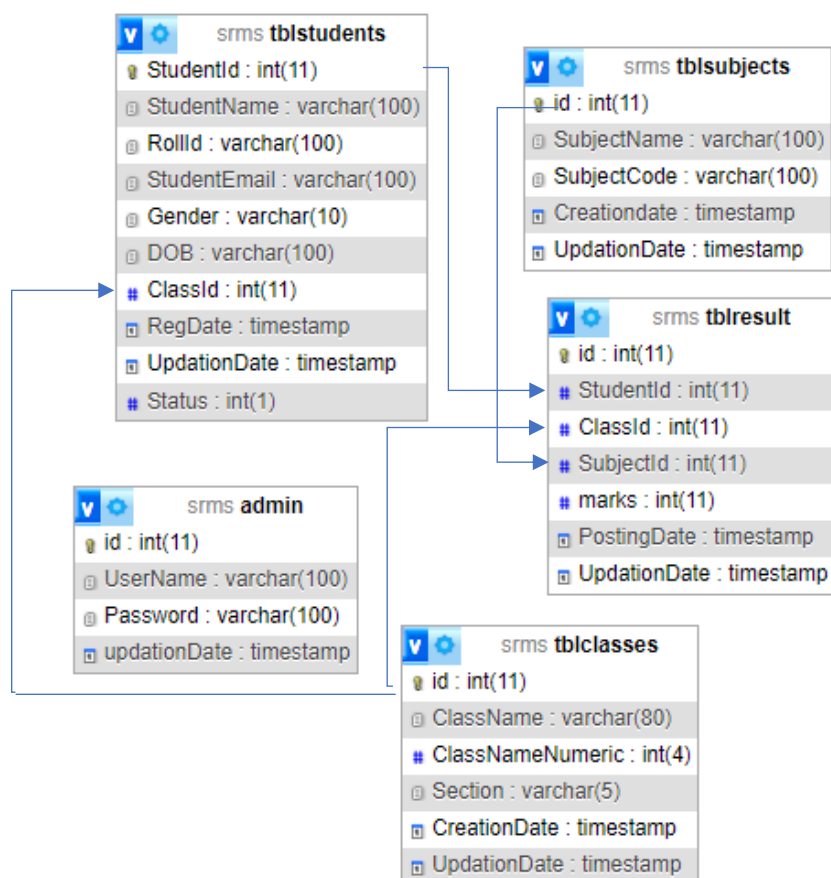 srms tblstudents
StudentId : int(11)
StudentName : varchar(100)
RollId : varchar(100)
StudentEmail : varchar(100)
Gender : varchar(10)
DOB : varchar(100)
ClassId : int(11)
RegDate : timestamp
UpdationDate : timestamp
Status : int(1)
srms tblsubjects
id : int(11)
SubjectName : varchar(100)
SubjectCode : varchar(100)
Creationdate : timestamp
UpdationDate : timestamp
srms tblresult
id : int(11)
StudentId : int(11)
ClassId : int(11)
SubjectId : int(11)
marks : int(11)
PostingDate : timestamp
UpdationDate : timestamp
srms admin
id : int(11)
UserName : varchar(100)
Password : varchar(100)
updationDate : timestamp
srms tblclasses
id : int(11)
ClassName : varchar(80)
ClassNameNumeric : int(4)
Section : varchar(5)
CreationDate : timestamp
UpdationDate : timestamp